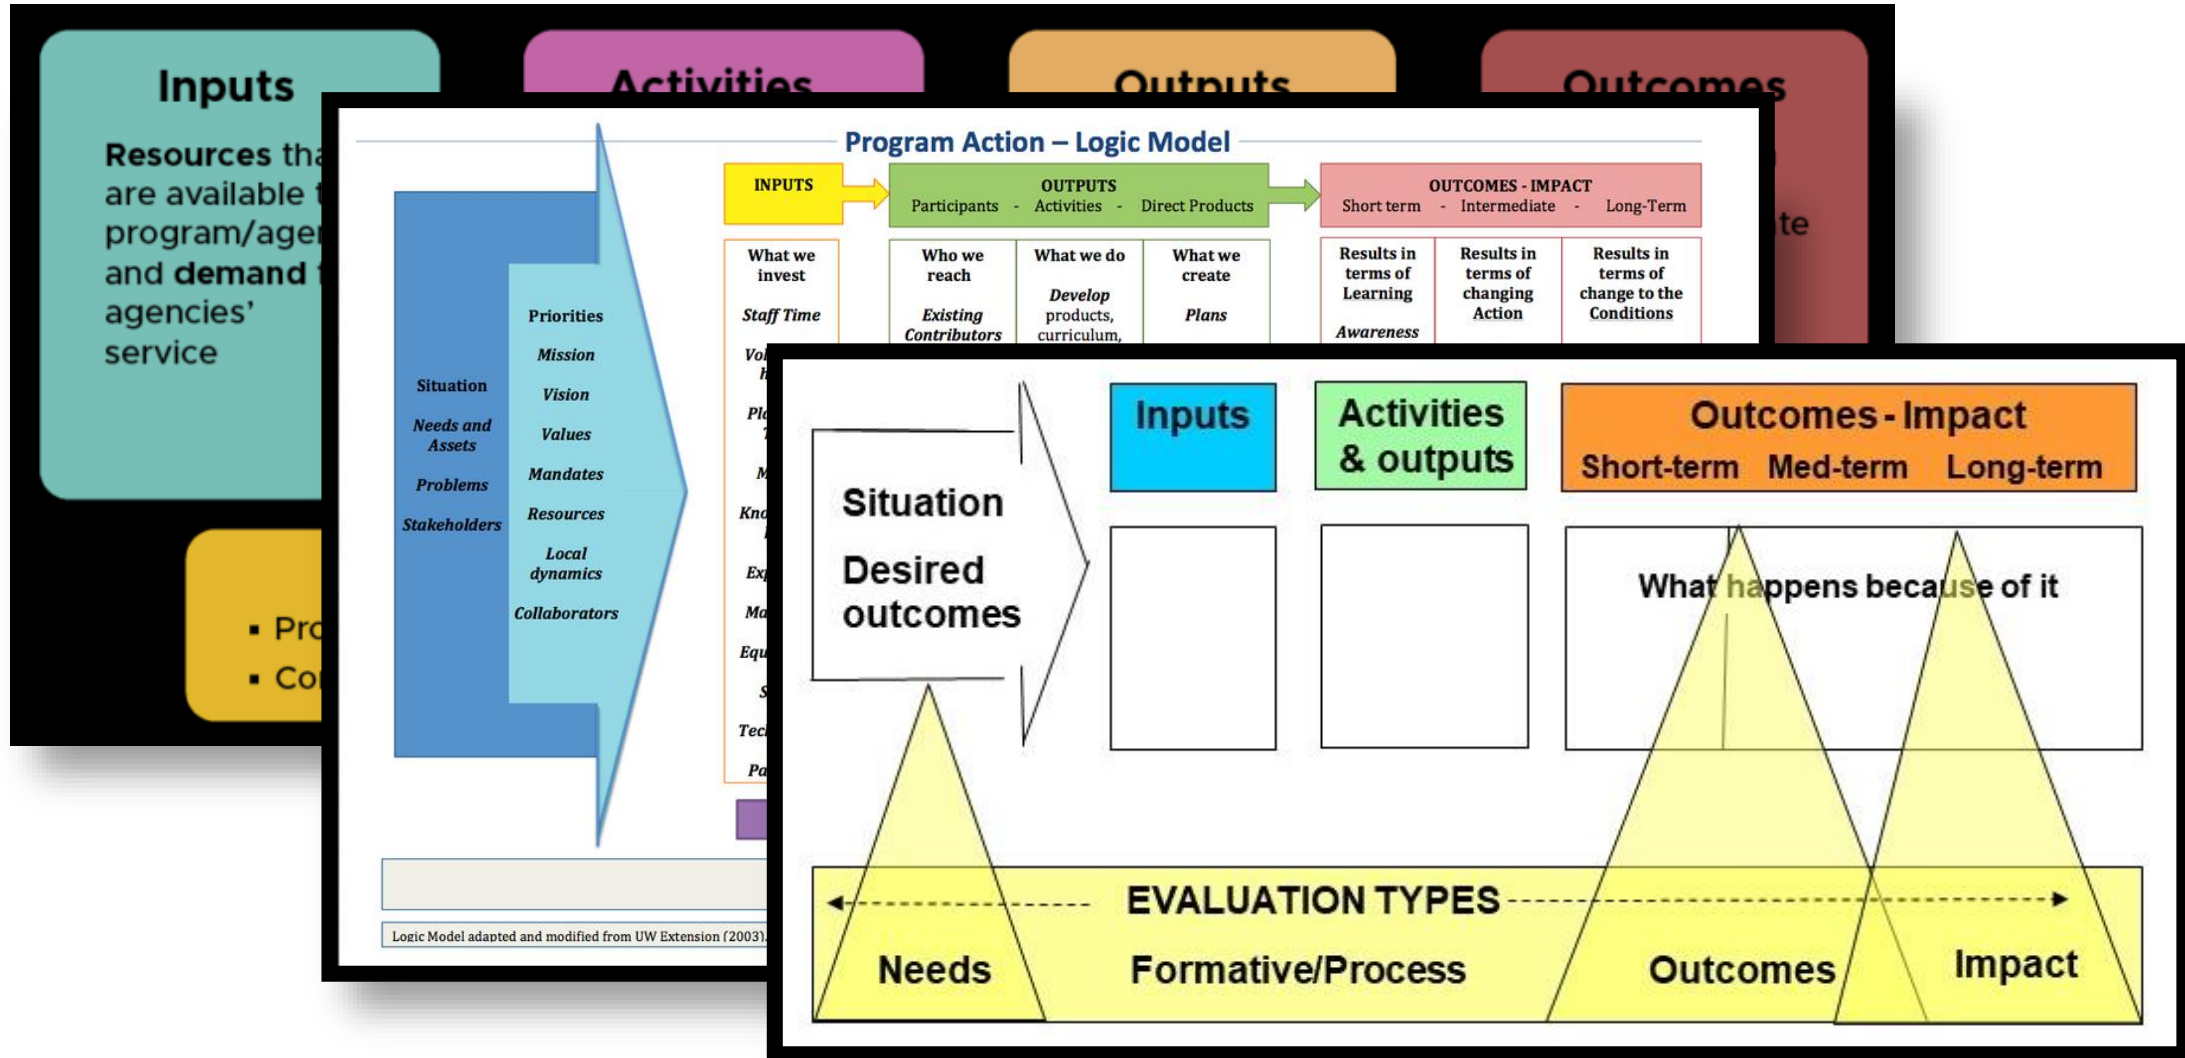 Inputs
Activities
Outputs
Outcomes
Resources
are available
program/
and demand
agencies’
service
Program Action – Logic Model
INPUTS
OUTPUTS
Participants - Activities - Direct Products
OUTCOMES - IMPACT
Short term - Intermediate - Long-Term
Situation
Needs and
Assets
Problems
Stakeholders
Priorities
Mission
Vision
Values
Mandates
Resources
Local
dynamics
Collaborators
What we
invest
Staff Time
Who we
reach
Existing
Contributors
What we do
Develop
products,
curriculum,
What we
create
Plans
Results in
terms of
Learning
Awareness
Results in
terms of
changing
Action
Results in
terms of
change to the
Conditions
Logic Model adapted and modified from UW Extension (2003).
Situation
Desired
outcomes
Inputs
Activities
& outputs
Outcomes - Impact
Short-term Med-term Long-term
What happens because of it
EVALUATION TYPES
Needs
Formative/Process
Outcomes
Impact